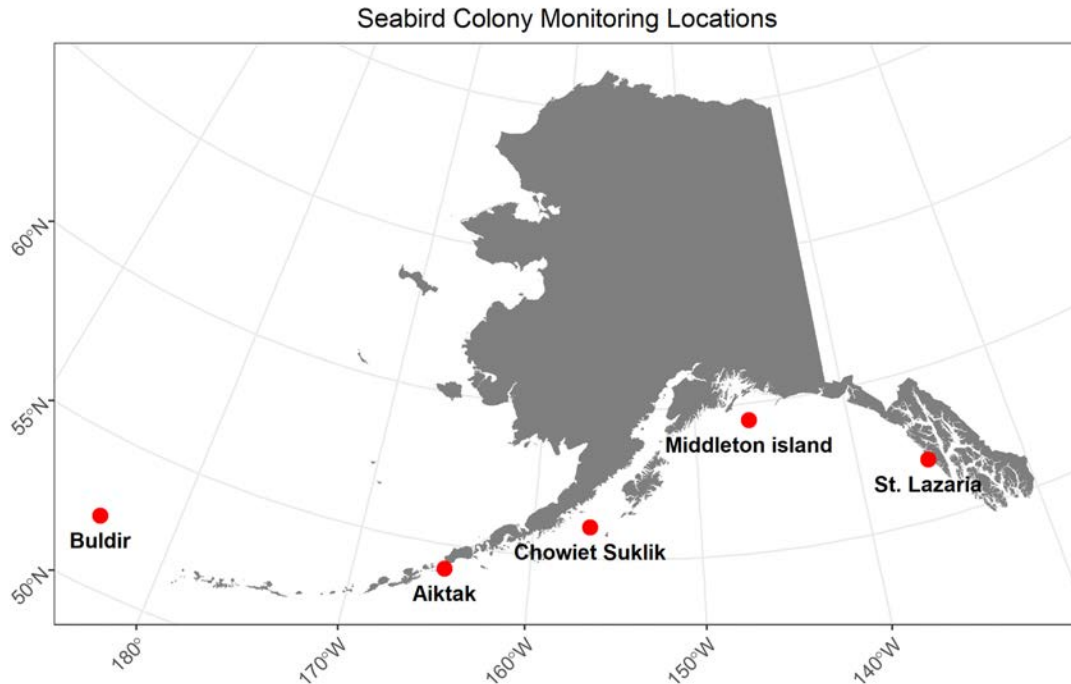 Seabird Colony Monitoring Locations
60°N
55°N
50°N
Middleton island
St. Lazaria
Buldir
Chowiet Suklik
Aiktak
180°
170°W
160°W
150°W
140°W